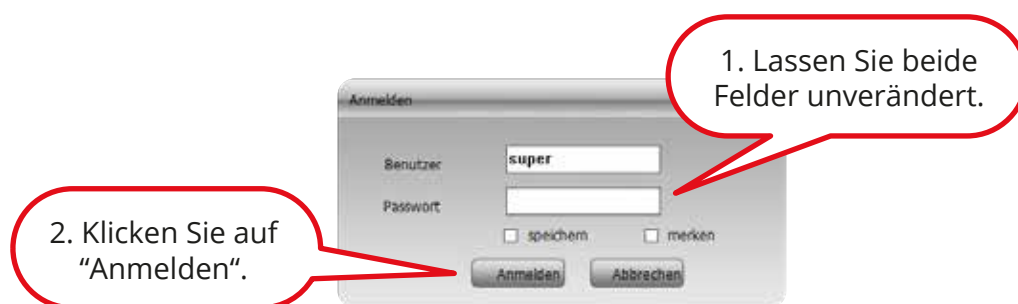 1. Lassen Sie beide
Felder unverändert.
Anmelden
Benutzer
super
Passwort
speichern
merken
2. Klicken Sie auf
“Anmelden“.
Anmelden
Abbrechen